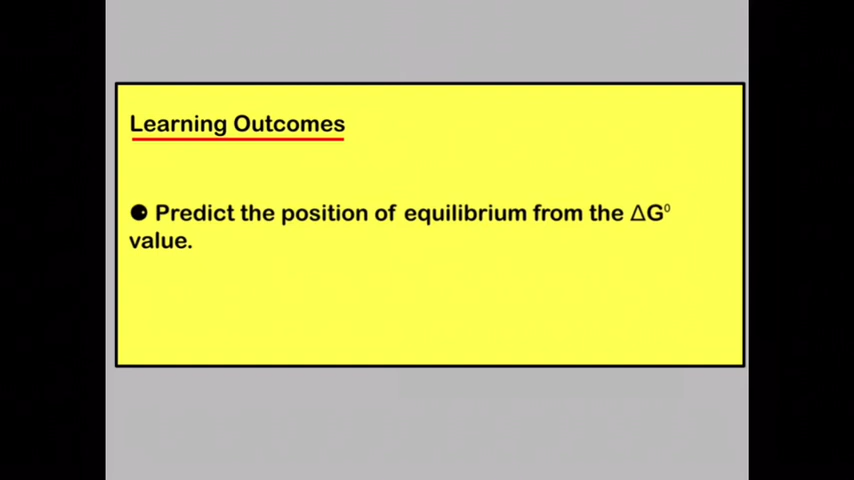 Learning Outcomes
● Predict the position of equilibrium from the ΔG⁰
value.